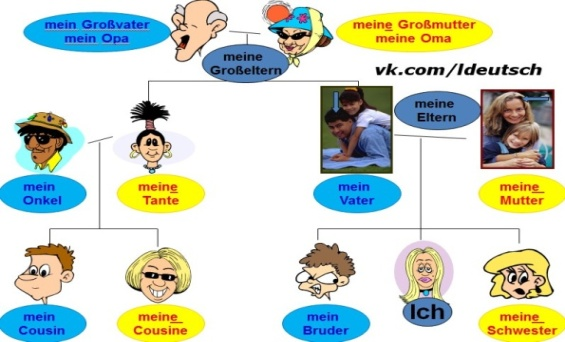 mein Großvater
mein Opa
meine Großmutter
meine Oma
meine
Großeltern
vk.com/ldeutsch
meine
Eltern
mein
Onkel
meine
Tante
mein
Vater
meine
Mutter
mein
Cousin
meine
Cousine
mein
Bruder
Ich
meine
Schwester